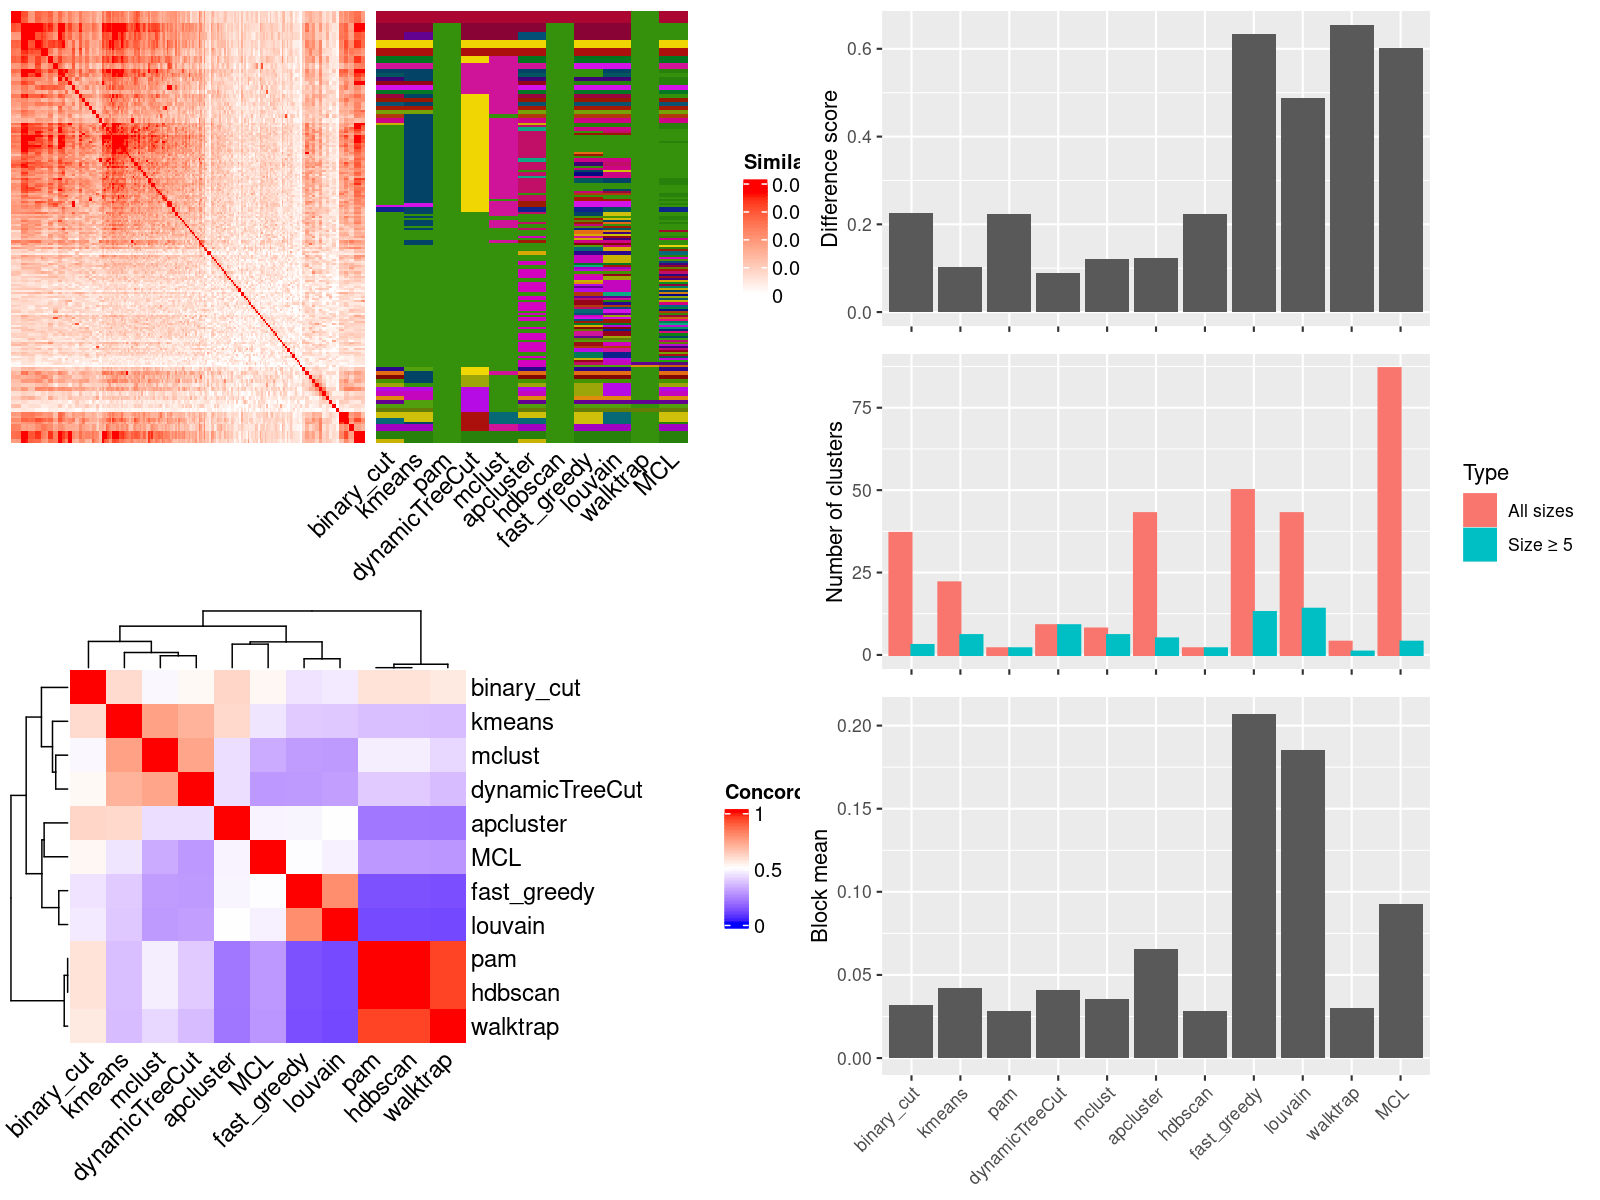 Simila
0.0
0.0
0.0
0.0
0
binary_cut
kmeans
pam
dynamicTreeCut
mclust
apcluster
hdbscan
fast_greedy
louvain
walktrap
MCL
binary_cut
kmeans
mclust
dynamicTreeCut
apcluster
MCL
fast_greedy
louvain
pam
hdbscan
walktrap
binary_cut
kmeans
mclust
dynamicTreeCut
apcluster
MCL
fast_greedy
louvain
pam
hdbscan
walktrap
Concord
1
0.5
0
Difference score
0.6
0.4
0.2
0.0
Number of clusters
75
50
25
0
Type
All sizes
Size ≥ 5
Block mean
0.20
0.15
0.10
0.05
0.00
binary_cut
kmeans
pam
dynamicTreeCut
mclust
apcluster
hdbscan
fast_greedy
louvain
walktrap
MCL